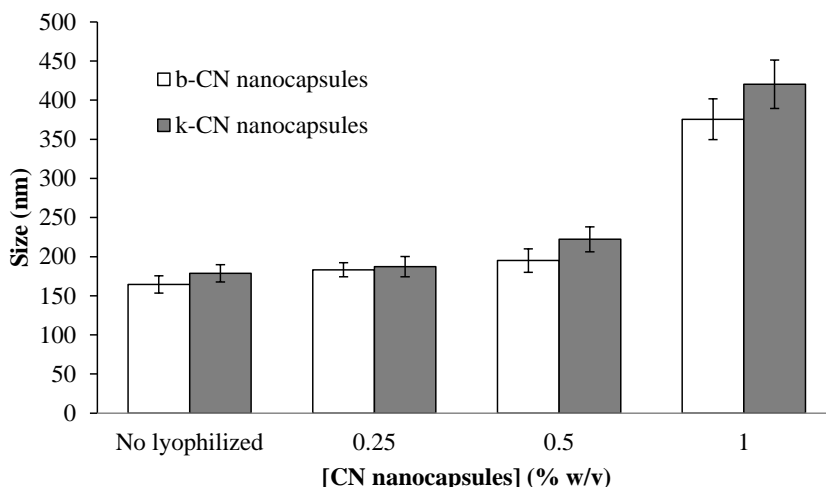 500
450
400
350
300
250
200
150
100
50
0
Size (nm)
b-CN nanocapsules
k-CN nanocapsules
No lyophilized 0.25 0.5 1
[CN nanocapsules] (% w/v)